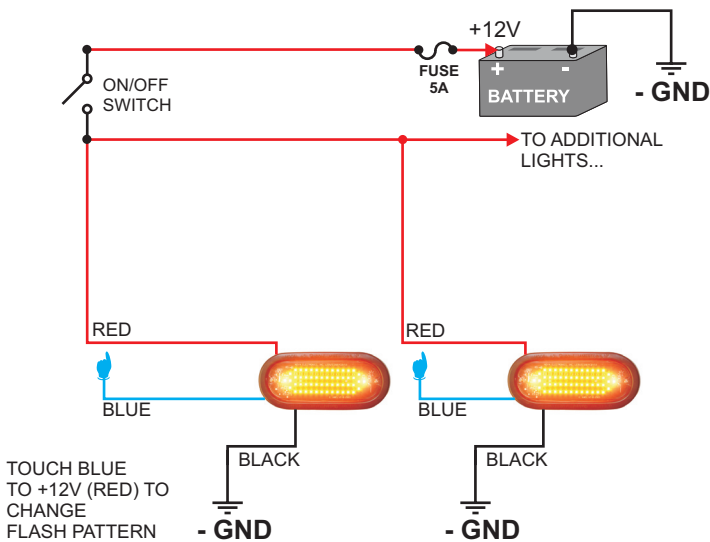 +12V
FUSE
5A
+ -
BATTERY
- GND
ON/OFF
SWITCH
TO ADDITIONAL
LIGHTS...
RED
RED
BLUE
BLUE
BLACK
BLACK
TOUCH BLUE
TO +12V (RED) TO
CHANGE
FLASH PATTERN
- GND
- GND